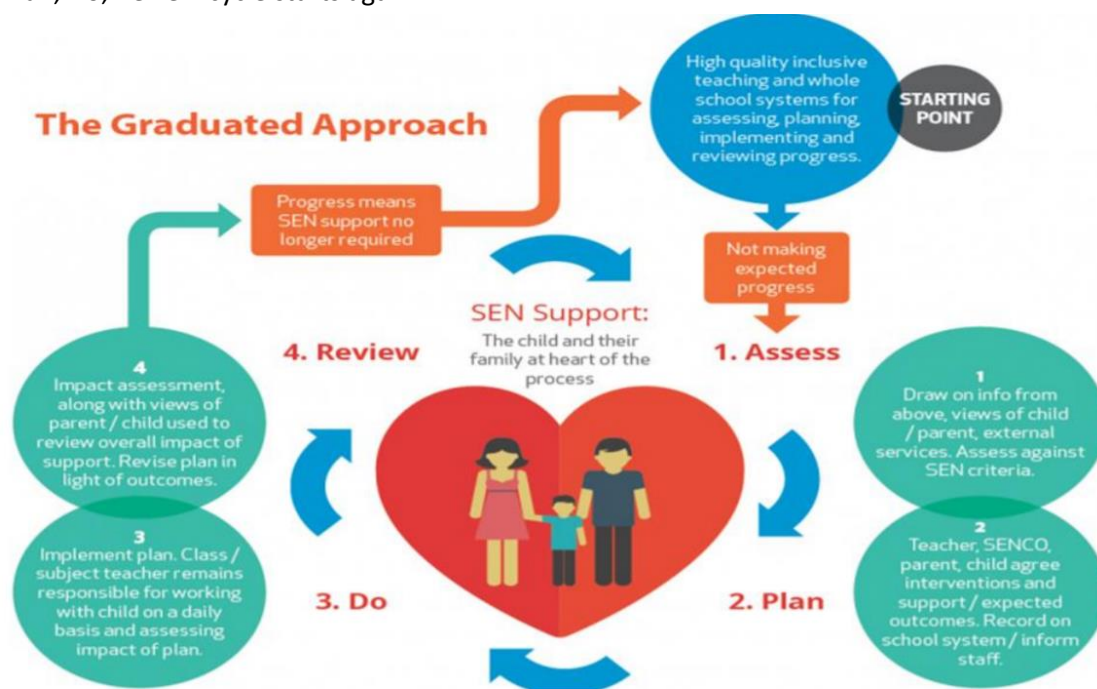 High quality inclusive
teaching and whole
school systems for
assessing, planning,
implementing and
reviewing progress.
STARTING
POINT
The Graduated Approach
Progress means
SEN support no
longer required
Not making
expected
progress
SEN Support:
The child and their
family at heart of the
process
4. Review
1. Assess
4
Impact assessment,
along with views of
parent / child used to
review overall impact of
support. Revise plan in
light of outcomes.
1
Draw on info from
above, views of child
/ parent, external
services. Assess against
SEN criteria.
3
Implement plan. Class /
subject teacher remains
responsible for working
with child on a daily
basis and assessing
impact of plan.
3. Do
2. Plan
2
Teacher, SENCO,
parent, child agree
interventions and
support / expected
outcomes. Record on
school system / inform
staff.